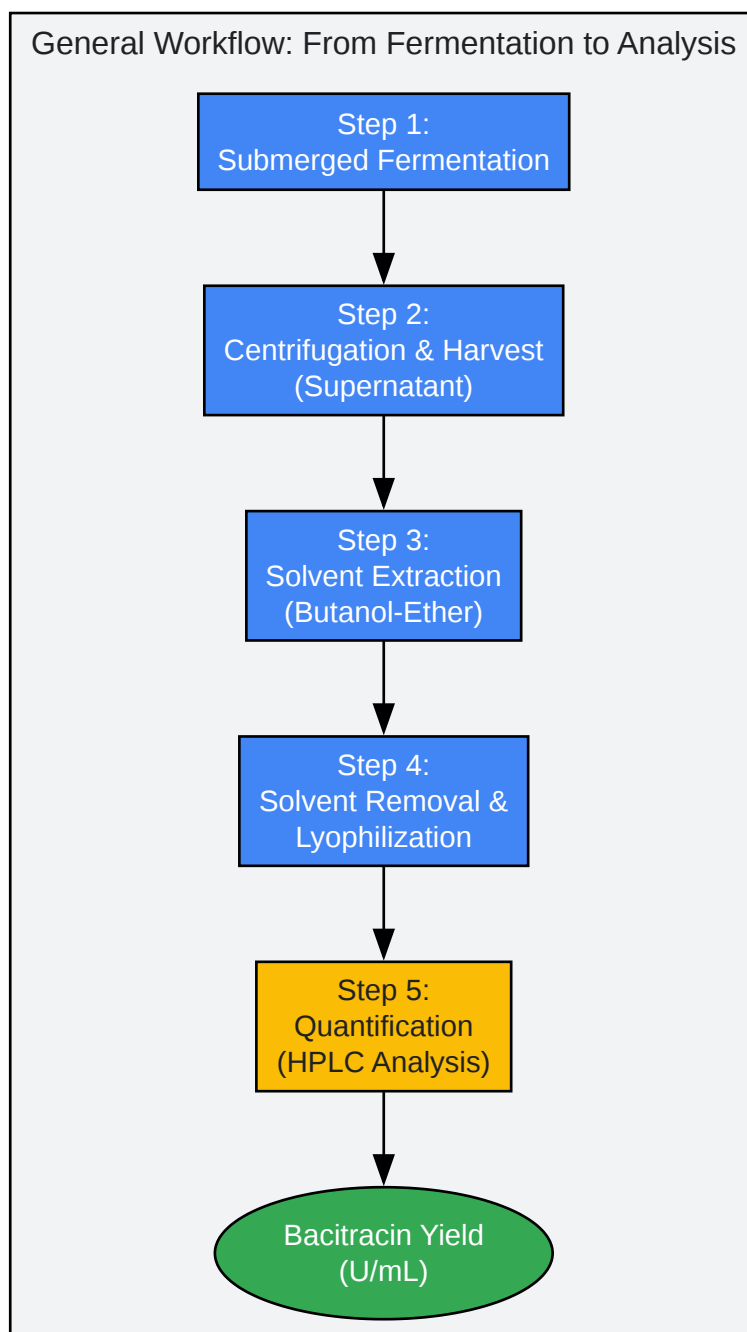 General Workflow: From Fermentation to Analysis
Step 1:
Submerged Fermentation
Step 2:
Centrifugation & Harvest
(Supernatant)
Step 3:
Solvent Extraction
(Butanol-Ether)
Step 4:
Solvent Removal &
Lyophilization
Step 5:
Quantification
(HPLC Analysis)
Bacitracin Yield
(U/mL)